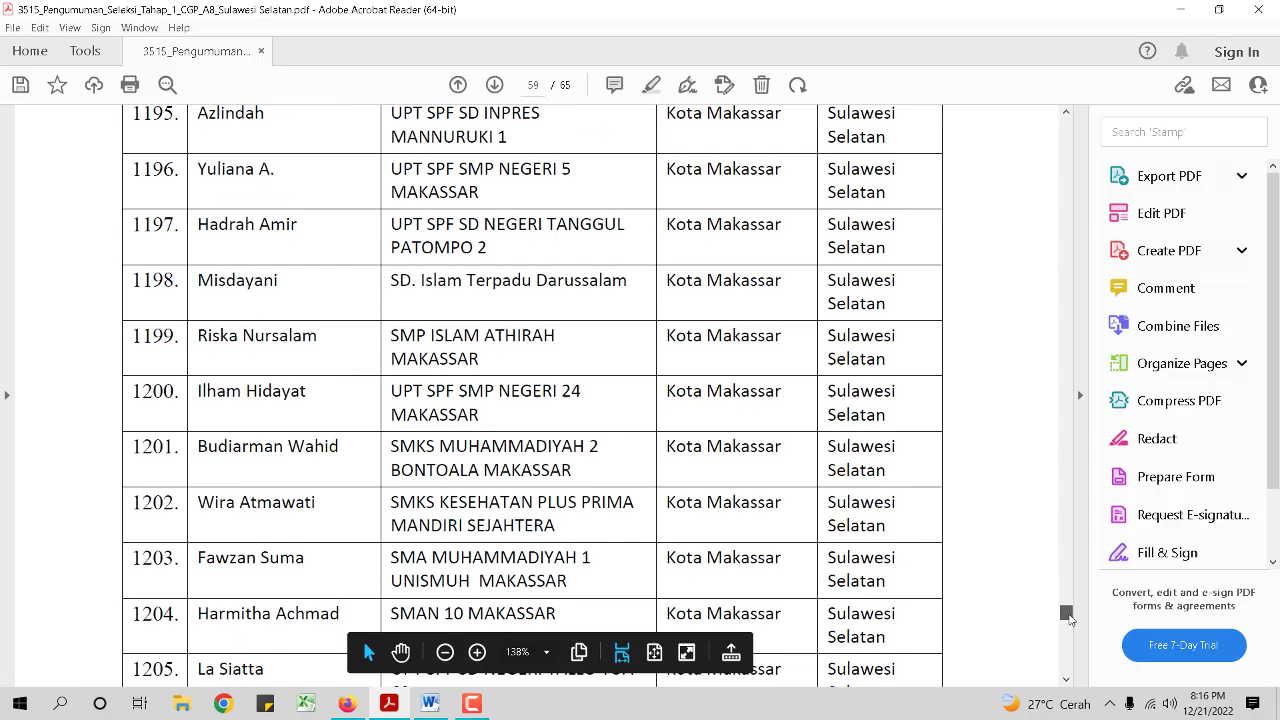 3515_Pengumuman_Seleksi_Tahap_1_CGP_A8_Sulawesi Selatan.pdf - Adobe Acrobat Reader (64-bit)
File Edit View Sign Window Help
Home Tools 3515_Pengumuman... × Sign In
59 / 65
1195. Azlindah UPT SPF SD INPRES MANNURUKI 1 Kota Makassar Sulawesi Selatan
1196. Yuliana A. UPT SPF SMP NEGERI 5 MAKASSAR Kota Makassar Sulawesi Selatan
1197. Hadrah Amir UPT SPF SD NEGERI TANGGUL PATOMPO 2 Kota Makassar Sulawesi Selatan
1198. Misdayani SD. Islam Terpadu Darussalam Kota Makassar Sulawesi Selatan
1199. Riska Nursalam SMP ISLAM ATHIRAH MAKASSAR Kota Makassar Sulawesi Selatan
1200. Ilham Hidayat UPT SPF SMP NEGERI 24 MAKASSAR Kota Makassar Sulawesi Selatan
1201. Budiarman Wahid SMKS MUHAMMADIYAH 2 BONTOALA MAKASSAR Kota Makassar Sulawesi Selatan
1202. Wira Atmawati SMKS KESEHATAN PLUS PRIMA MANDIRI SEJAHTERA Kota Makassar Sulawesi Selatan
1203. Fawzan Suma SMA MUHAMMADIYAH 1 UNISMUH MAKASSAR Kota Makassar Sulawesi Selatan
1204. Harmitha Achmad SMAN 10 MAKASSAR Kota Makassar Sulawesi Selatan
1205. La Siatta Kota Makassar Sulawesi
138%
Search 'Stamp'
Export PDF
Edit PDF
Create PDF
Comment
Combine Files
Organize Pages
Compress PDF
Redact
Prepare Form
Request E-signatu...
Fill & Sign
Convert, edit and e-sign PDF
forms & agreements
Free 7-Day Trial
27°C Cerah
8:16 PM
12/21/2022